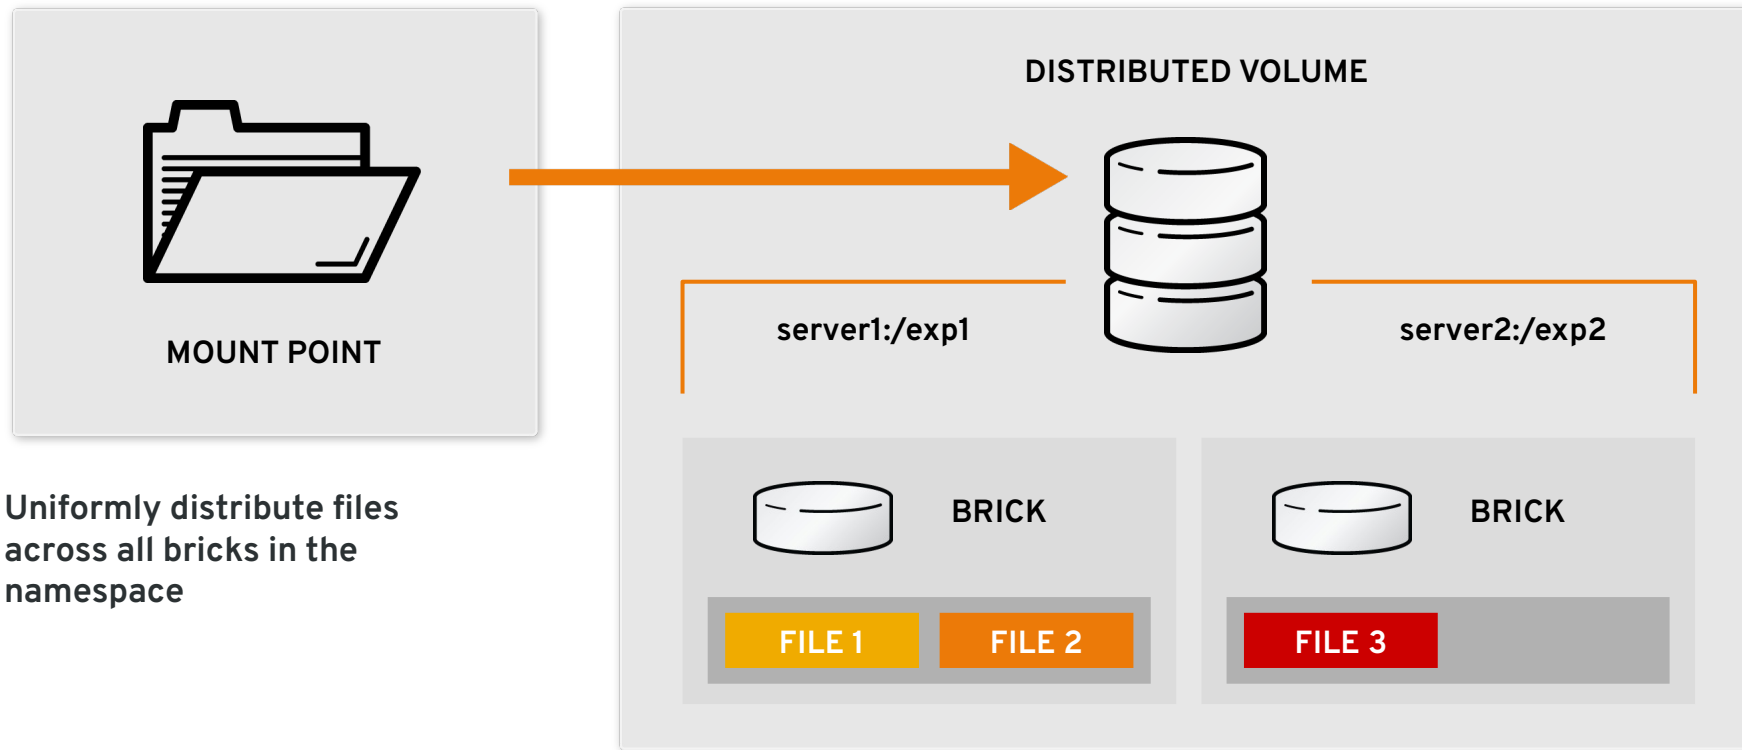 MOUNT POINT
Uniformly distribute files
across all bricks in the
namespace
DISTRIBUTED VOLUME
server1:/exp1
server2:/exp2
BRICK
BRICK
FILE 1
FILE 2
FILE 3